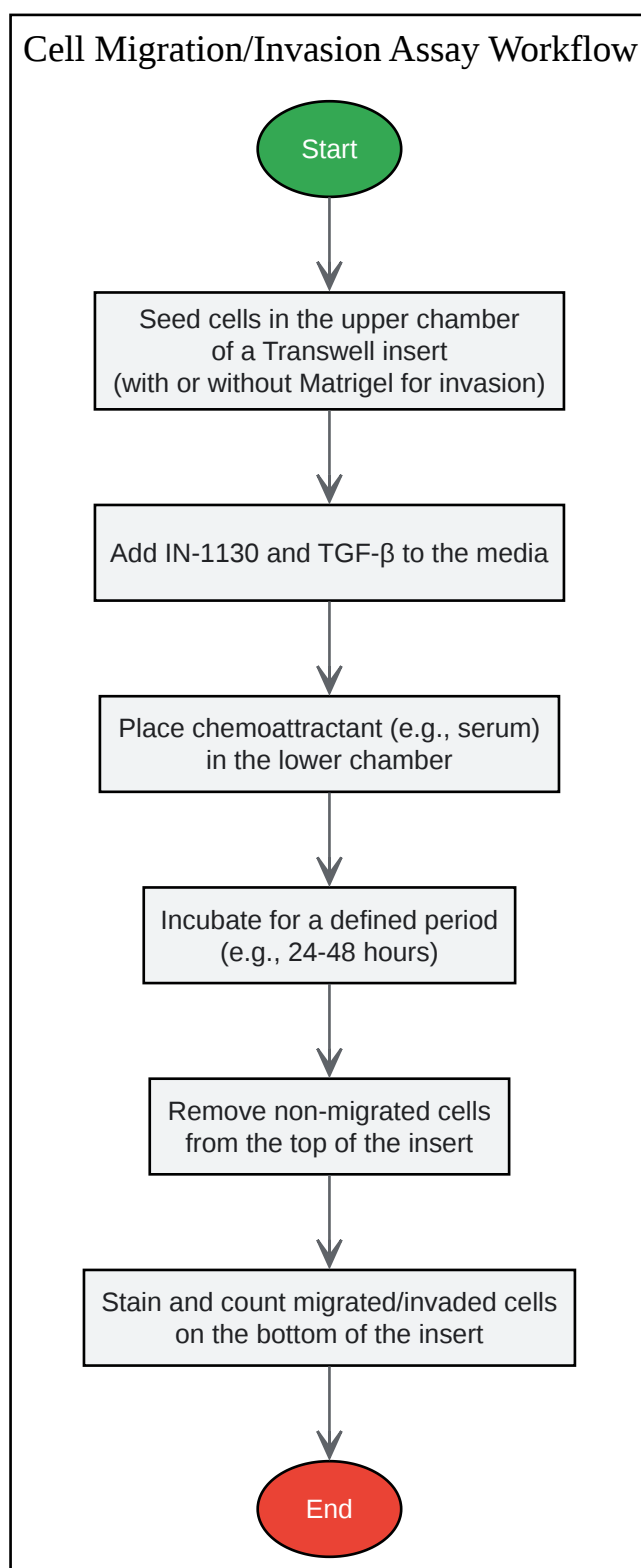 Cell Migration/Invasion Assay Workflow
Start
Seed cells in the upper chamber
of a Transwell insert
(with or without Matrigel for invasion)
Add IN-1130 and TGF-β to the media
Place chemoattractant (e.g., serum)
in the lower chamber
Incubate for a defined period
(e.g., 24-48 hours)
Remove non-migrated cells
from the top of the insert
Stain and count migrated/invaded cells
on the bottom of the insert
End